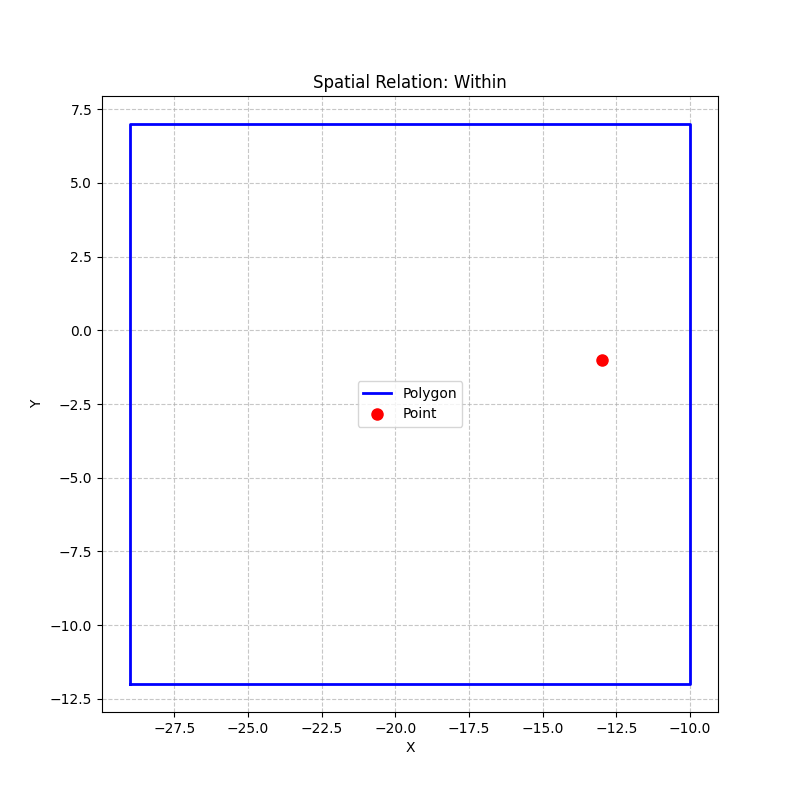 Spatial Relation: Within
7.5
5.0
2.5
0.0
−2.5
−5.0
−7.5
−10.0
−12.5
Y
Polygon
Point
−27.5 −25.0 −22.5 −20.0 −17.5 −15.0 −12.5 −10.0
X